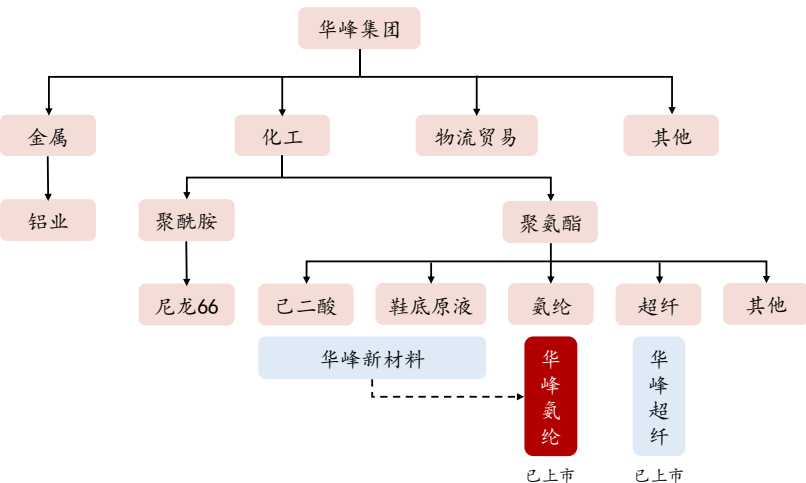 华峰集团
金属
化工
物流贸易
其他
铝业
聚酰胺
聚氨酯
尼龙66
己二酸
鞋底原液
氨纶
超纤
其他
华峰新材料
华峰氨纶
华峰超纤
已上市
已上市